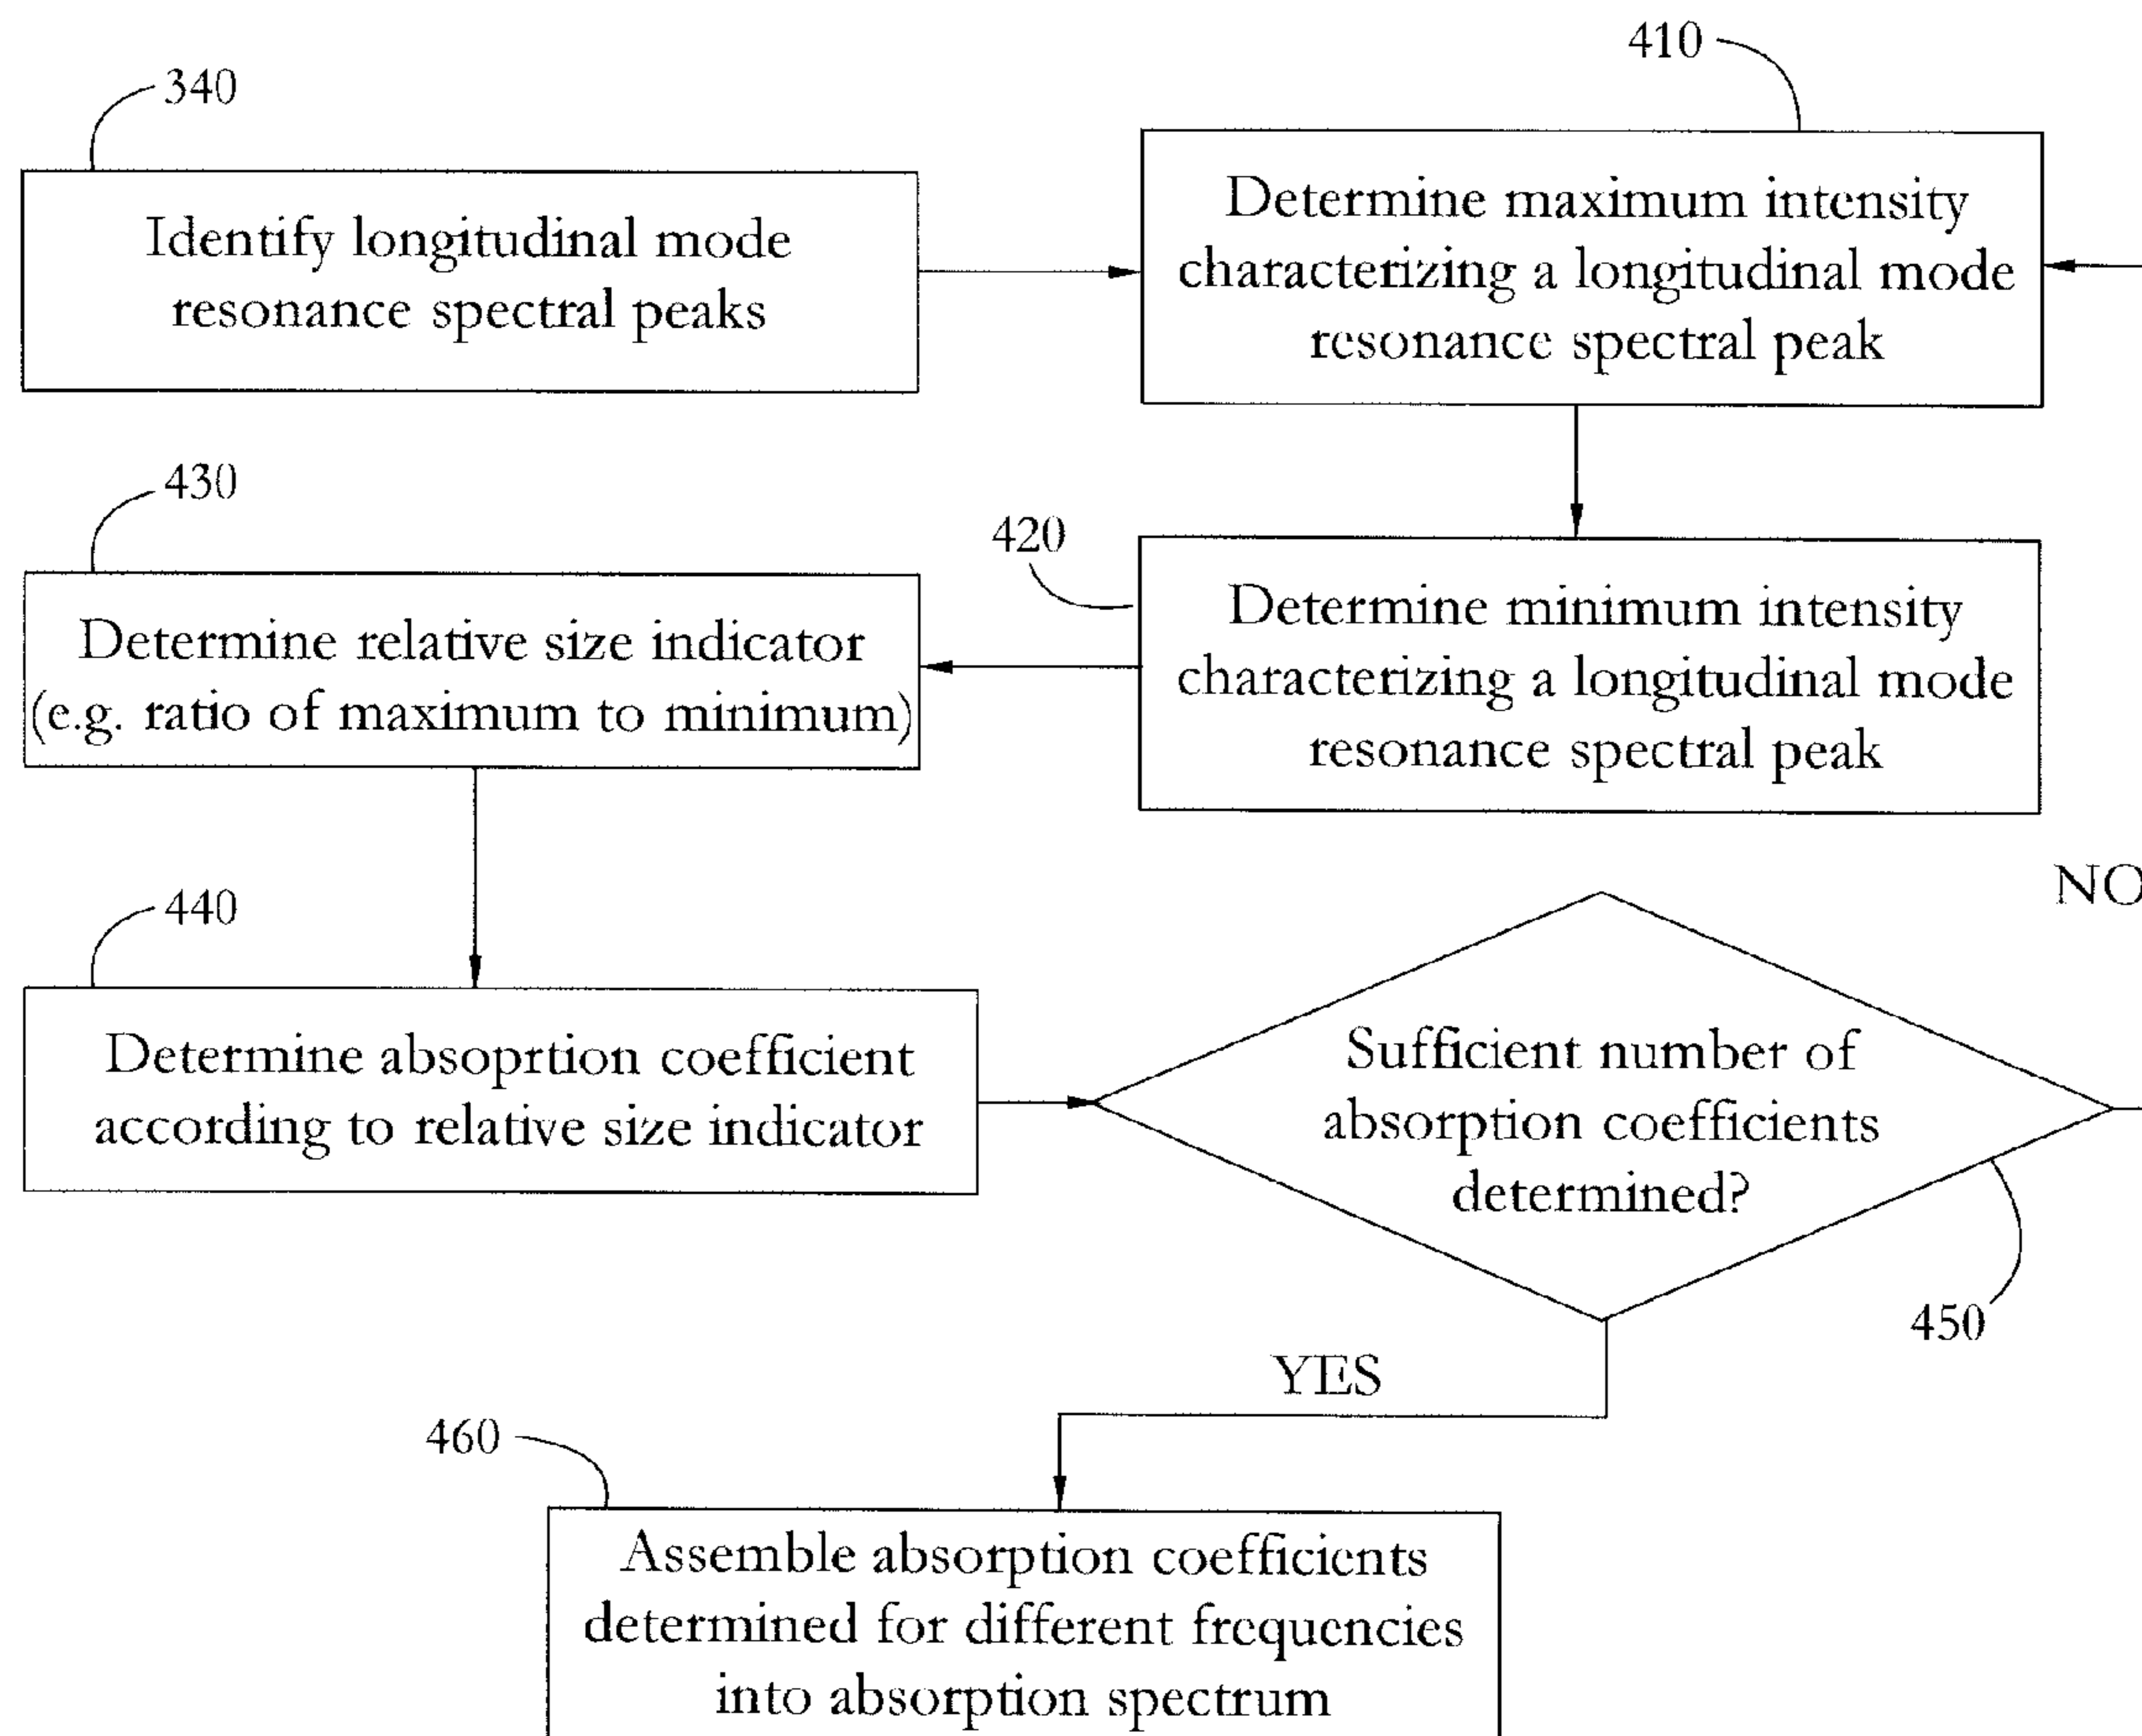 340
Identify longitudinal mode
resonance spectral peaks
410
Determine maximum intensity
characterizing a longitudinal mode
resonance spectral peak
420
Determine minimum intensity
characterizing a longitudinal mode
resonance spectral peak
430
Determine relative size indicator
(e.g. ratio of maximum to minimum)
440
Determine absoprtion coefficient
according to relative size indicator
Sufficient number of
absorption coefficients
determined?
450
NO
YES
460
Assemble absorption coefficients
determined for different frequencies
into absorption spectrum